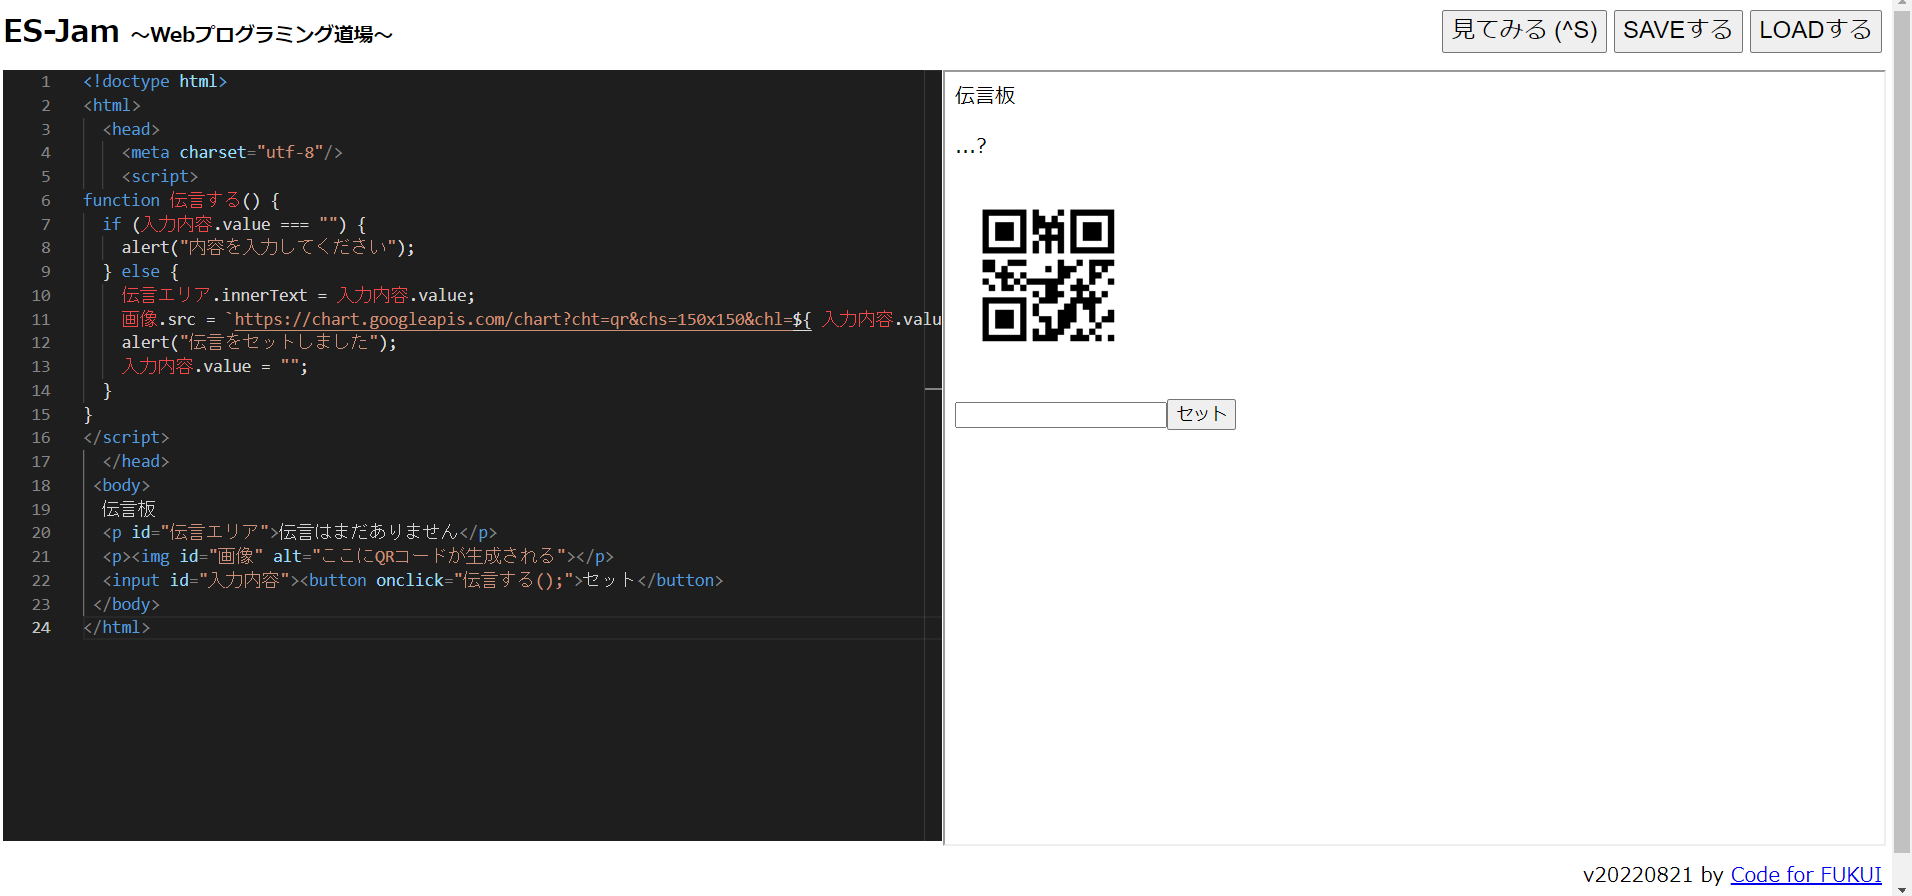 ES-Jam ～Webプログラミング道場～
見てみる (^S) SAVEする LOADする
1 <!doctype html>
2 <html>
3 <head>
4 <meta charset="utf-8"/>
5 <script>
6 function 伝言する() {
7 if (入力内容.value === "") {
8 alert("内容を入力してください");
9 } else {
10 伝言エリア.innerText = 入力内容.value;
11 画像.src = `https://chart.googleapis.com/chart?cht=qr&chs=150x150&chl=${ 入力内容.valu
12 alert("伝言をセットしました");
13 入力内容.value = "";
14 }
15 }
16 </script>
17 </head>
18 <body>
19 伝言板
20 <p id="伝言エリア">伝言はまだありません</p>
21 <p><img id="画像" alt="ここにQRコードが生成される"></p>
22 <input id="入力内容"><button onclick="伝言する();">セット</button>
23 </body>
24 </html>
伝言板
...?
セット
v20220821 by Code for FUKUI